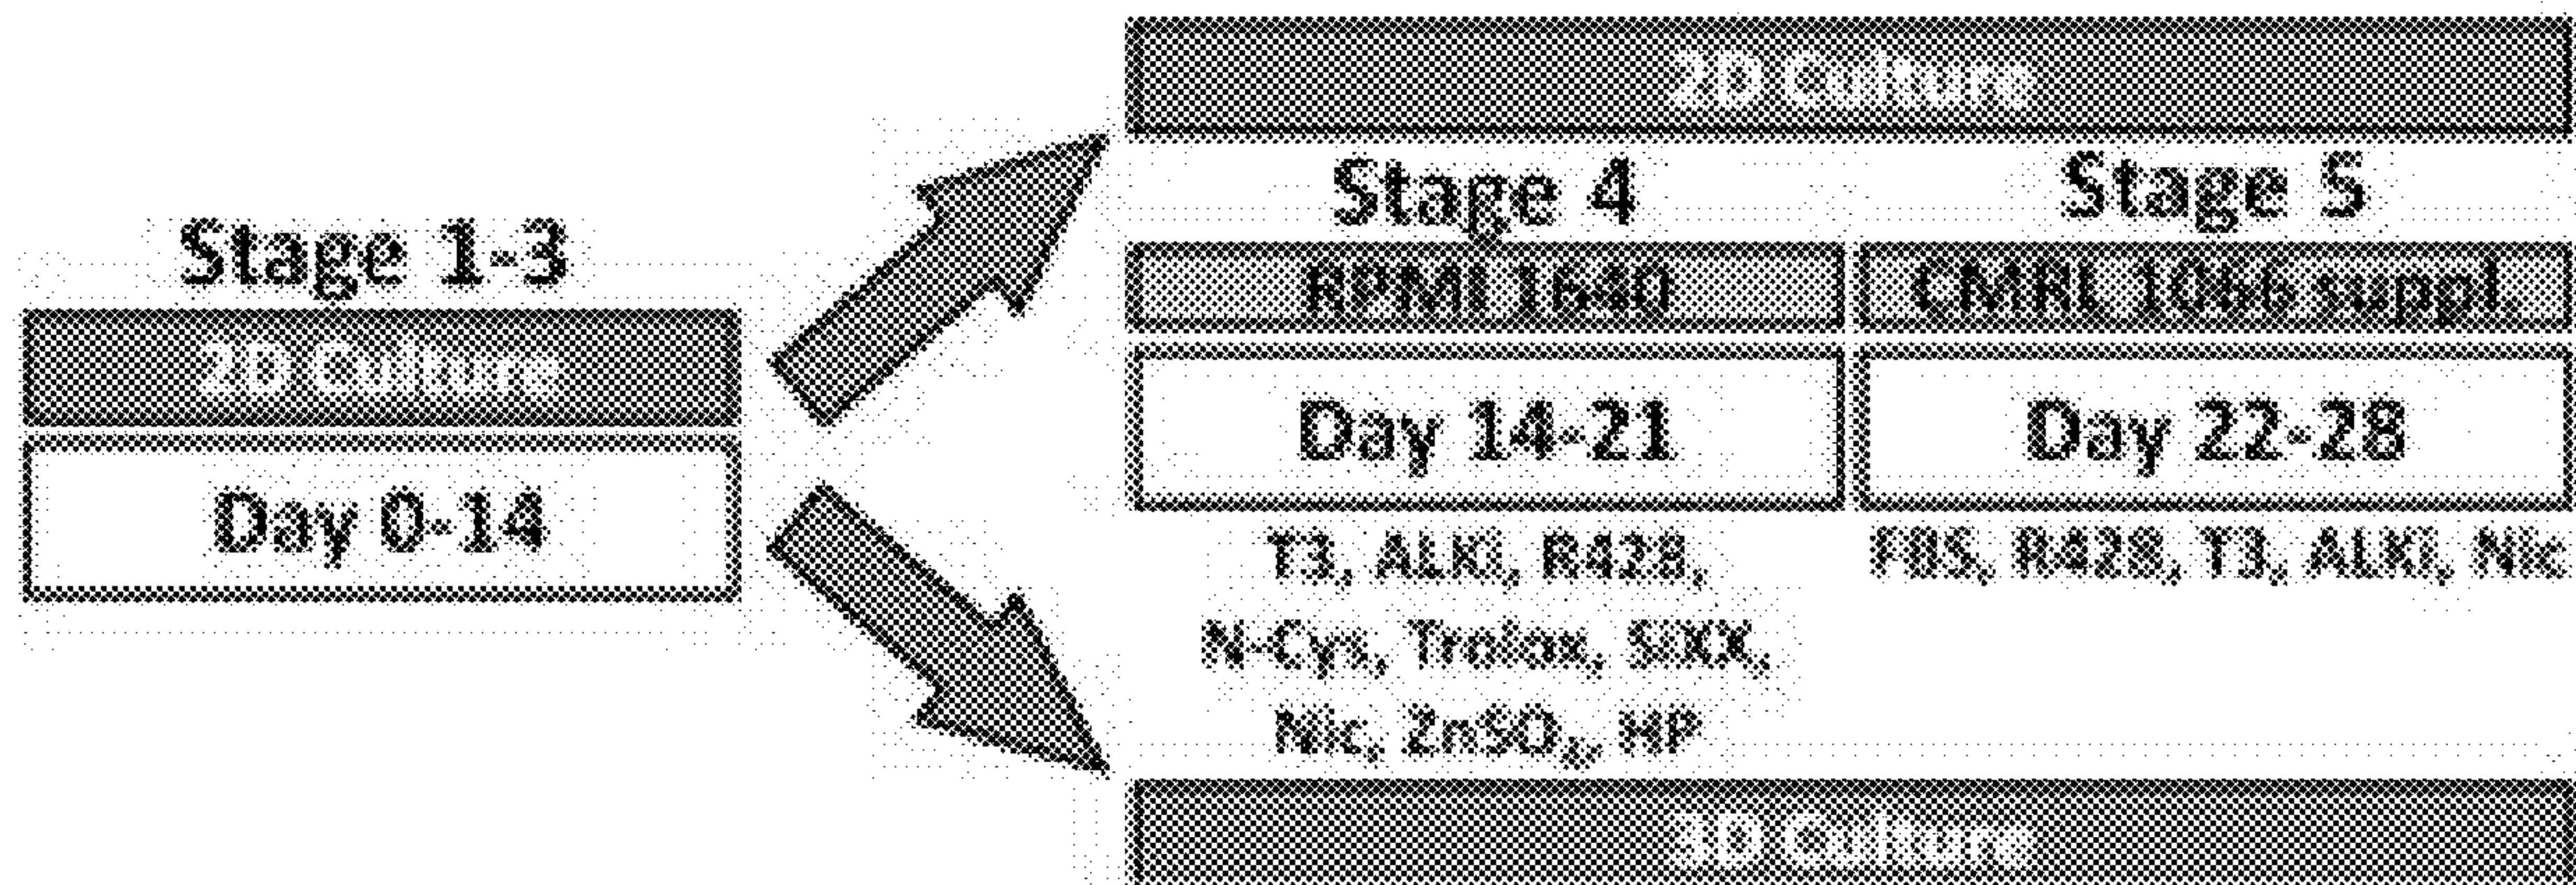 Stage 1-3
2D Culture
Day 0-14
2D Culture
Stage 4
RPMI 1640
Day 14-21
T3, ALKi, R428,
N-Cys, Trolox, SiXX,
Nic, ZnSO₄, HP
Stage 5
CMRL 1066 suppl.
Day 22-28
FBS, R428, T3, ALKi, Nic
3D Culture